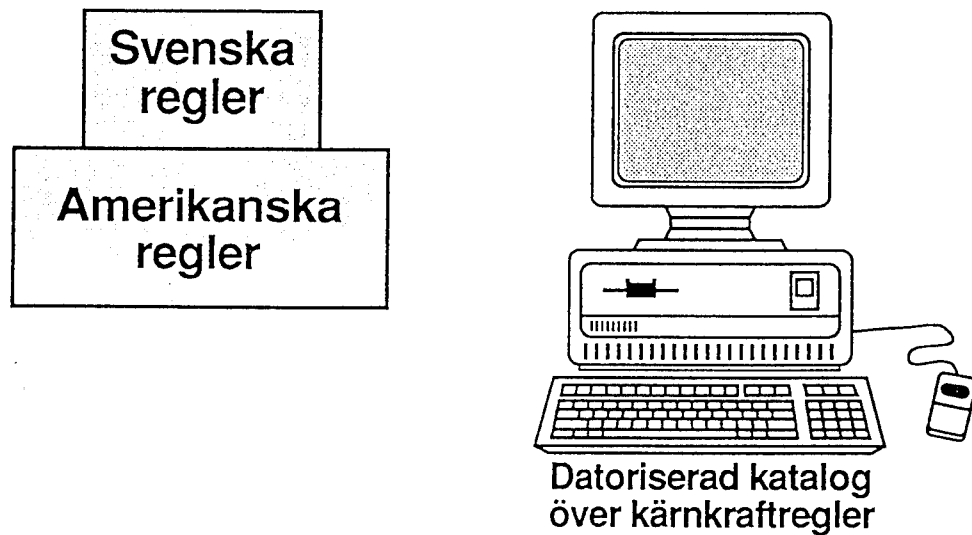 Svenska
regler
Amerikanska
regler
Datoriserad katalog
över kärnkraftregler